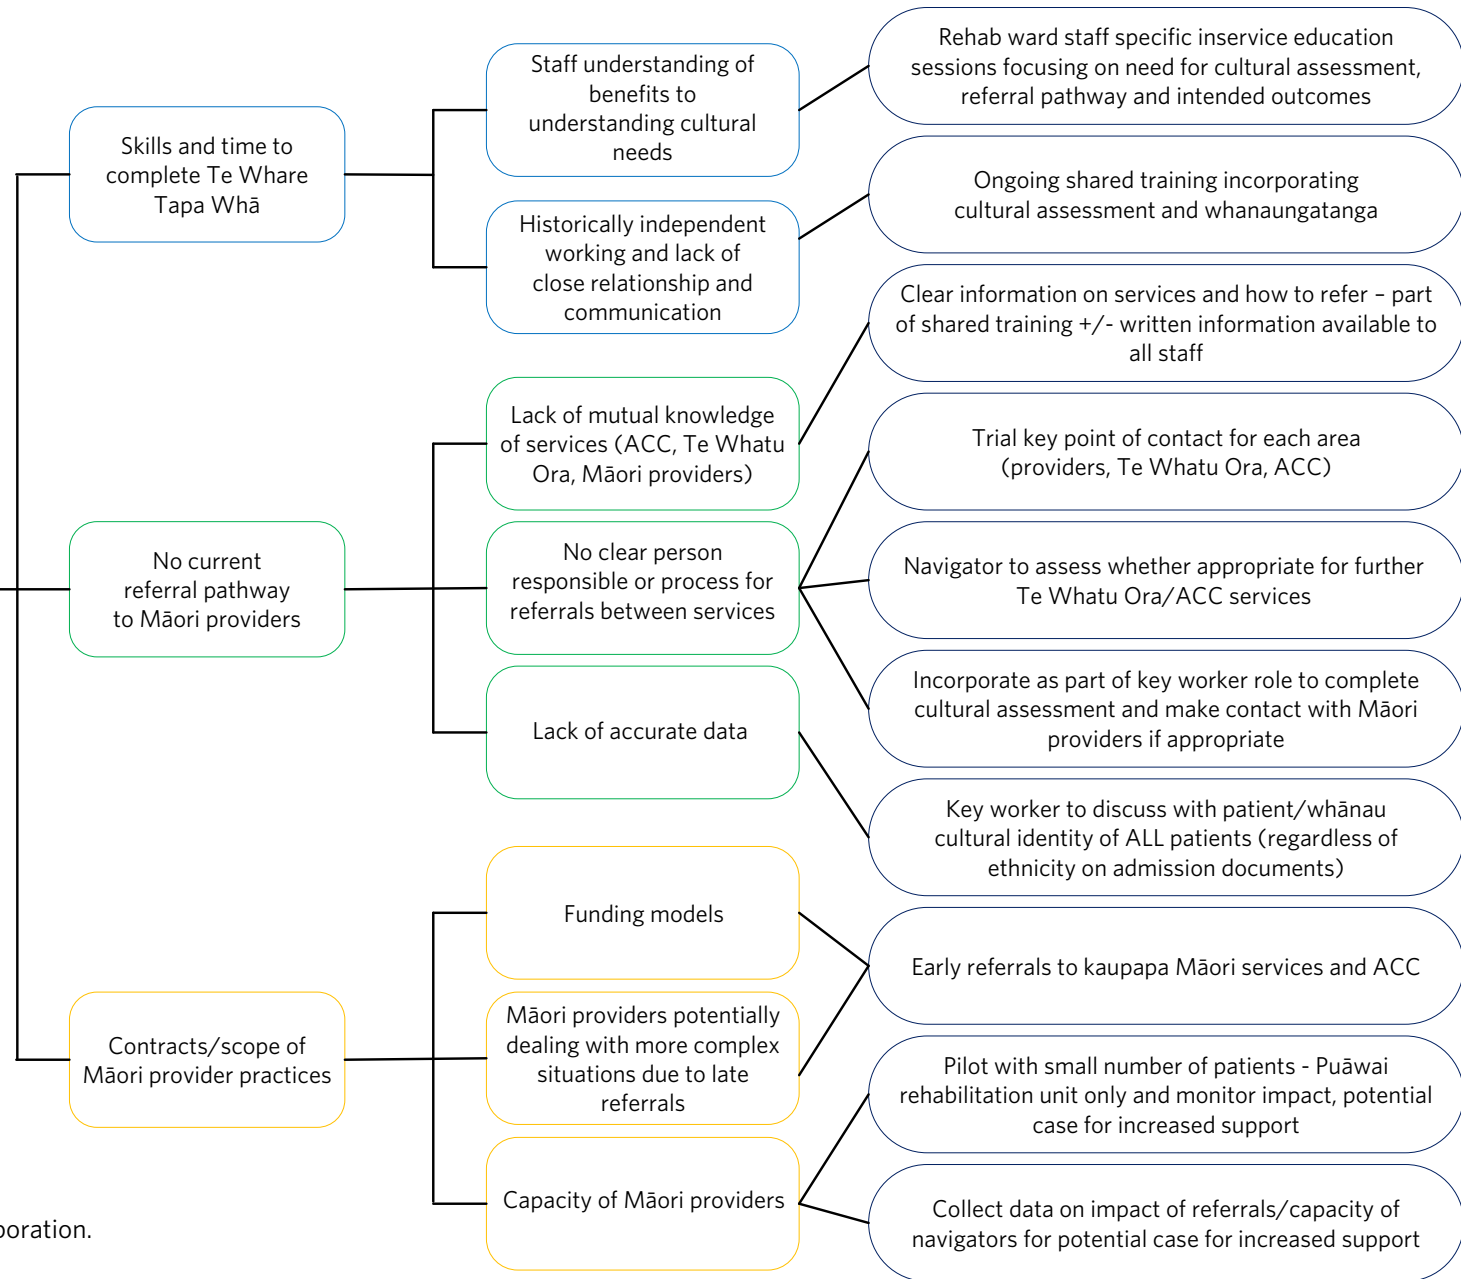 Skills and time to
complete Te Whare
Tapa Whā
No current
referral pathway
to Māori providers
Contracts/scope of
Māori provider practices
Staff understanding of
benefits to
understanding cultural
needs
Historically independent
working and lack of
close relationship and
communication
Lack of mutual knowledge
of services (ACC, Te Whatu
Ora, Māori providers)
No clear person
responsible or process for
referrals between services
Lack of accurate data
Funding models
Māori providers potentially
dealing with more complex
situations due to late
referrals
Capacity of Māori providers
Rehab ward staff specific inservice education
sessions focusing on need for cultural assessment,
referral pathway and intended outcomes
Ongoing shared training incorporating
cultural assessment and whanaungatanga
Clear information on services and how to refer – part
of shared training +/- written information available to
all staff
Trial key point of contact for each area
(providers, Te Whatu Ora, ACC)
Navigator to assess whether appropriate for further
Te Whatu Ora/ACC services
Incorporate as part of key worker role to complete
cultural assessment and make contact with Māori
providers if appropriate
Key worker to discuss with patient/whānau
cultural identity of ALL patients (regardless of
ethnicity on admission documents)
Early referrals to kaupapa Māori services and ACC
Pilot with small number of patients - Puāwai
rehabilitation unit only and monitor impact, potential
case for increased support
Collect data on impact of referrals/capacity of
navigators for potential case for increased support
poration.